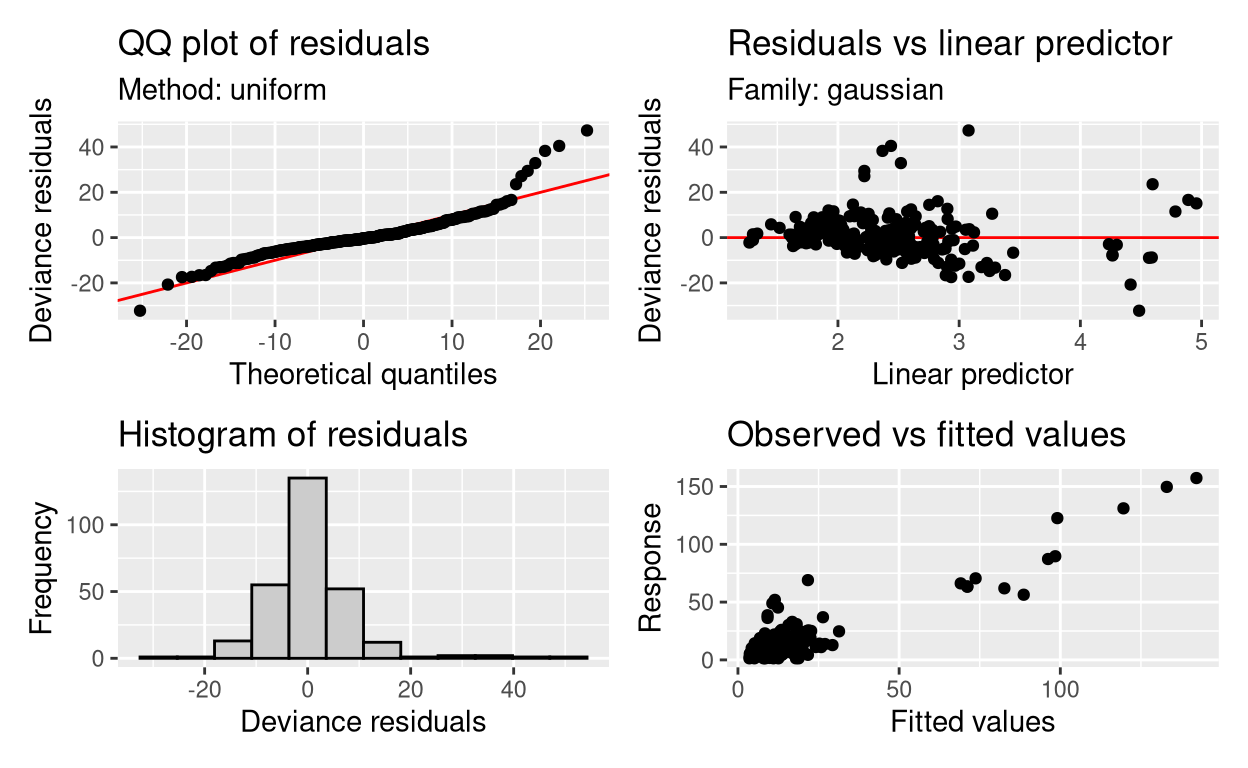 QQ plot of residuals
Method: uniform
Deviance residuals
40
20
0
-20
-20
-10
0
10
20
Theoretical quantiles
Residuals vs linear predictor
Family: gaussian
Deviance residuals
40
20
0
-20
2
3
4
5
Linear predictor
Histogram of residuals
Frequency
100
50
0
-20
0
20
40
Deviance residuals
Observed vs fitted values
Response
150
100
50
0
0
50
100
Fitted values